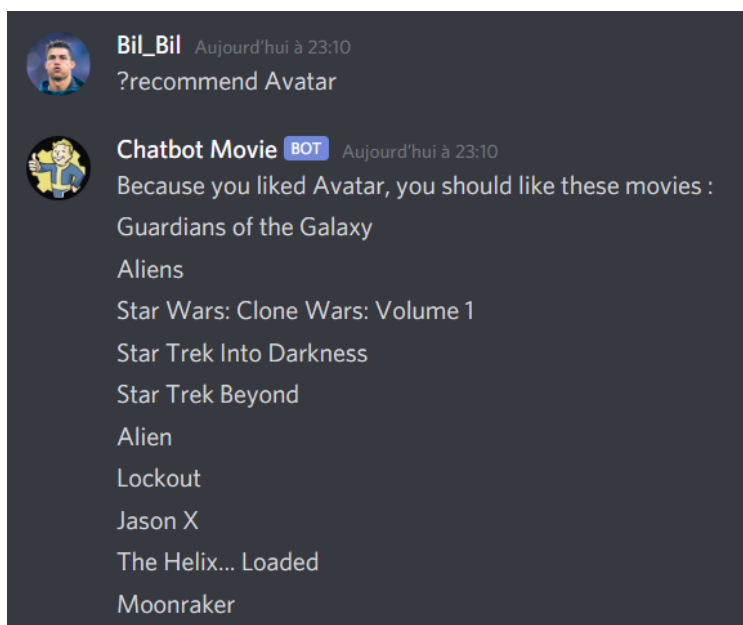 Bil_Bil Aujourd'hui à 23:10
?recommend Avatar
Chatbot Movie BOT Aujourd'hui à 23:10
Because you liked Avatar, you should like these movies :
Guardians of the Galaxy
Aliens
Star Wars: Clone Wars: Volume 1
Star Trek Into Darkness
Star Trek Beyond
Alien
Lockout
Jason X
The Helix... Loaded
Moonraker